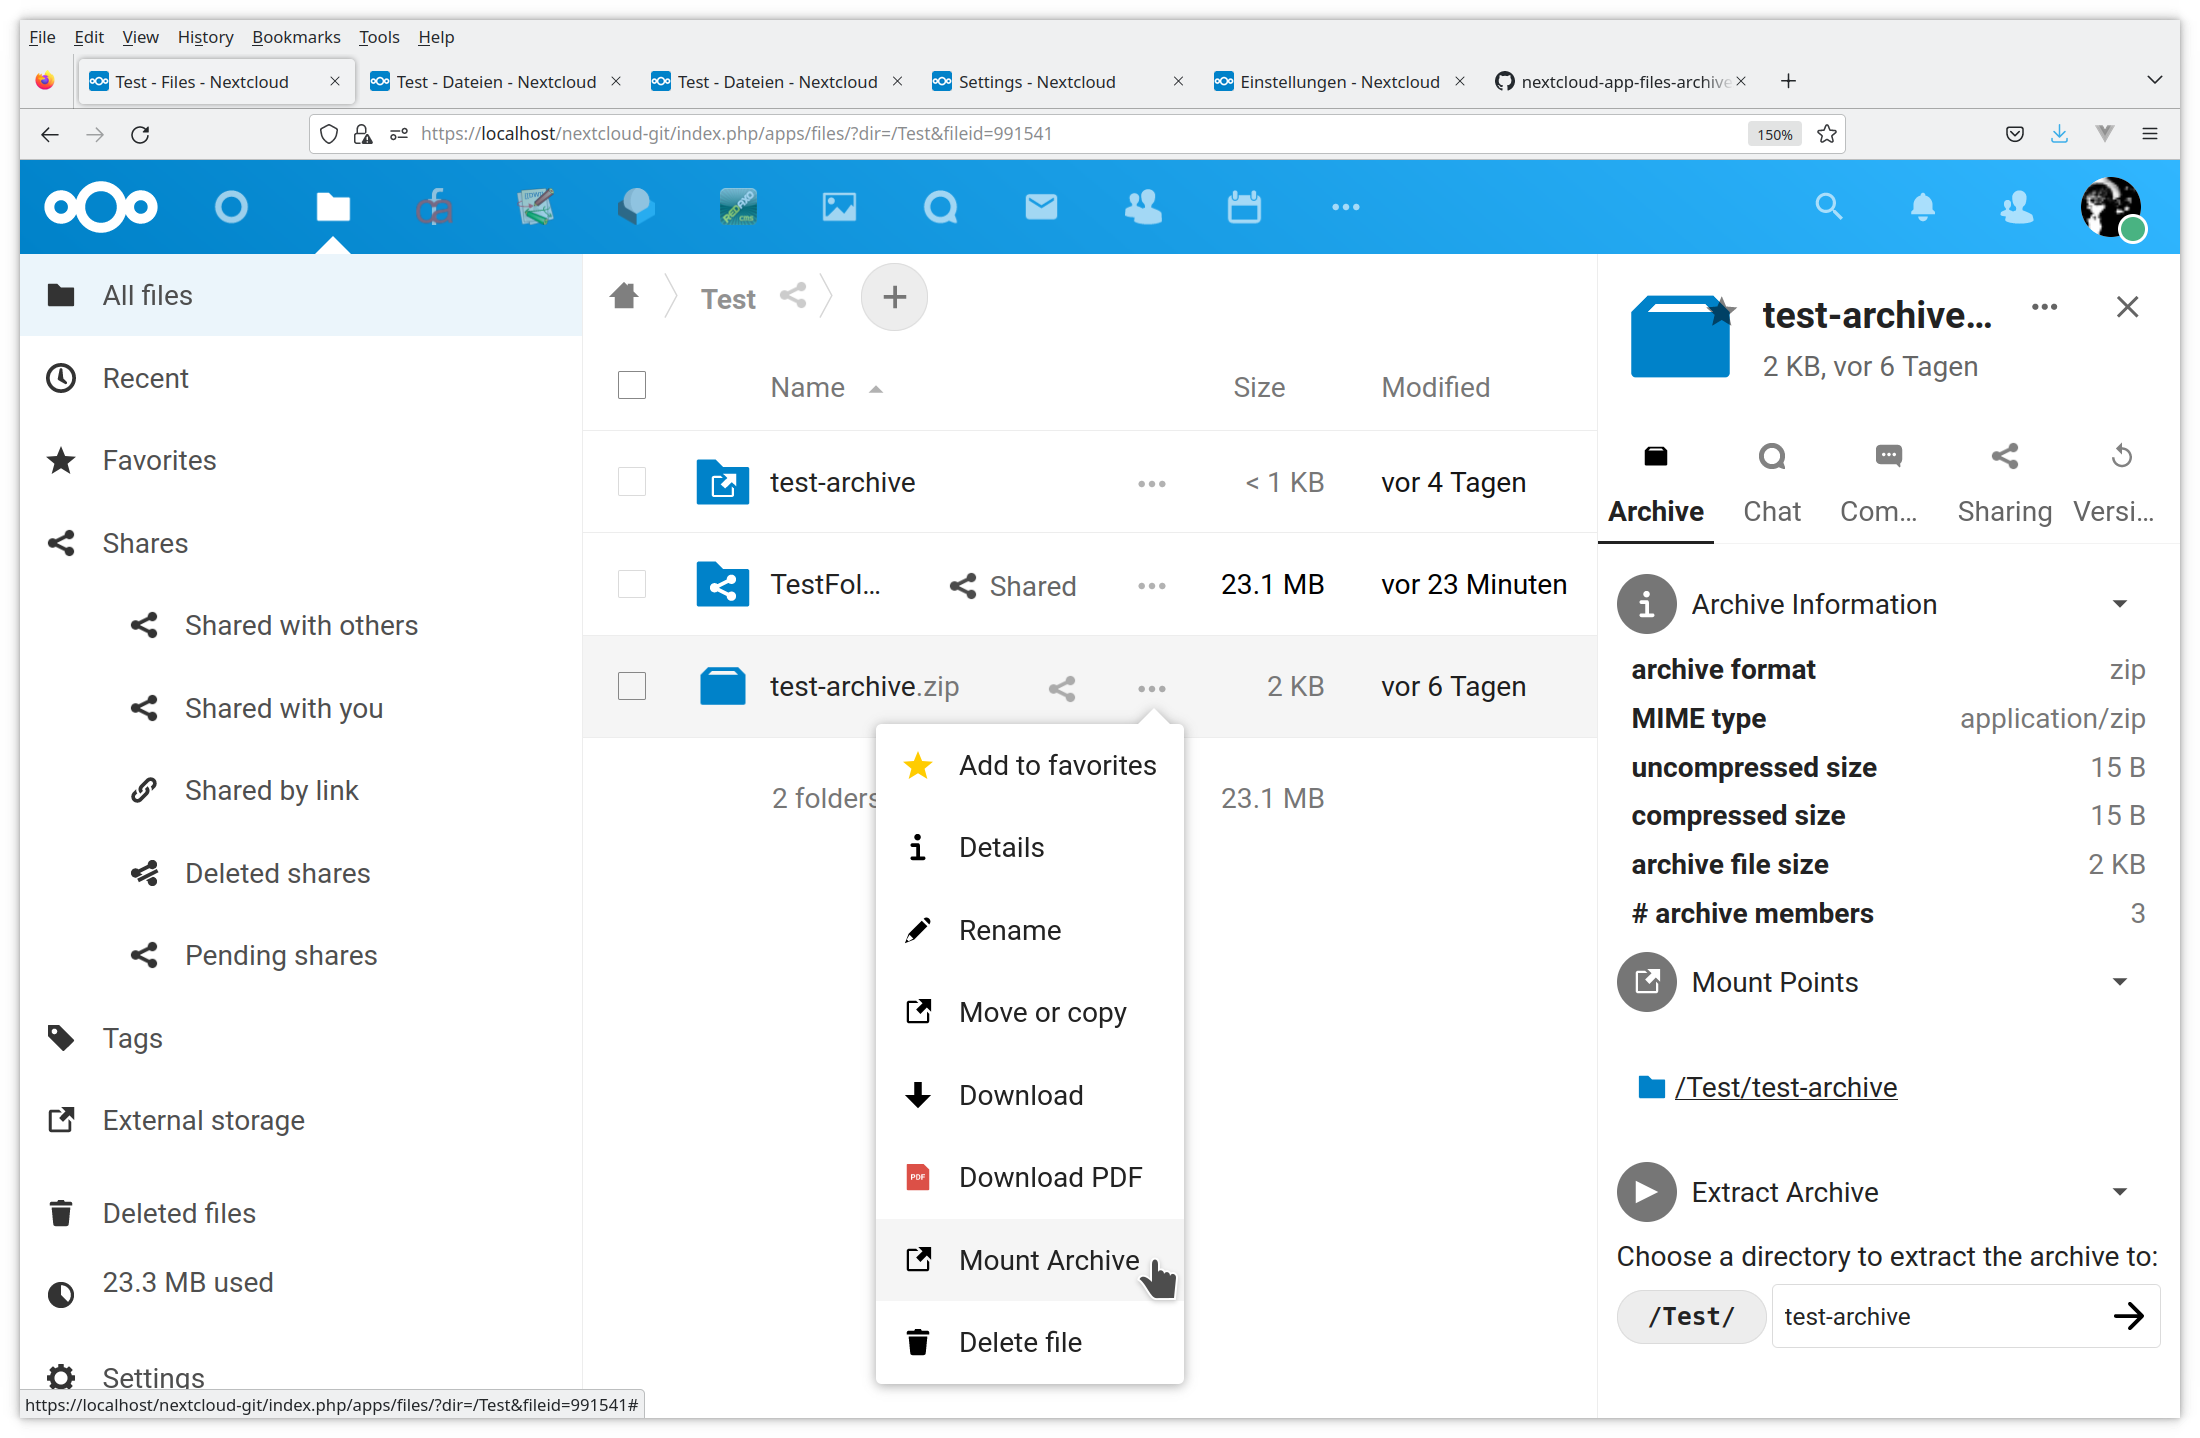 File Edit View History Bookmarks Tools Help
Test - Files - Nextcloud
Test - Dateien - Nextcloud
Test - Dateien - Nextcloud
Settings - Nextcloud
Einstellungen - Nextcloud
nextcloud-app-files-archive
https://localhost/nextcloud-git/index.php/apps/files/?dir=/Test&fileid=991541
150%
All files
Recent
Favorites
Shares
Shared with others
Shared with you
Shared by link
Deleted shares
Pending shares
Tags
External storage
Deleted files
23.3 MB used
Settings
https://localhost/nextcloud-git/index.php/apps/files/?dir=/Test&fileid=991541#
Test
Name Size Modified
test-archive < 1 KB vor 4 Tagen
TestFol... Shared 23.1 MB vor 23 Minuten
test-archive.zip 2 KB vor 6 Tagen
2 folders 23.1 MB
Add to favorites
Details
Rename
Move or copy
Download
PDF Download PDF
Mount Archive
Delete file
test-archive...
2 KB, vor 6 Tagen
Archive Chat Com... Sharing Versi...
Archive Information
archive format zip
MIME type application/zip
uncompressed size 15 B
compressed size 15 B
archive file size 2 KB
# archive members 3
Mount Points
/Test/test-archive
Extract Archive
Choose a directory to extract the archive to:
/Test/ test-archive